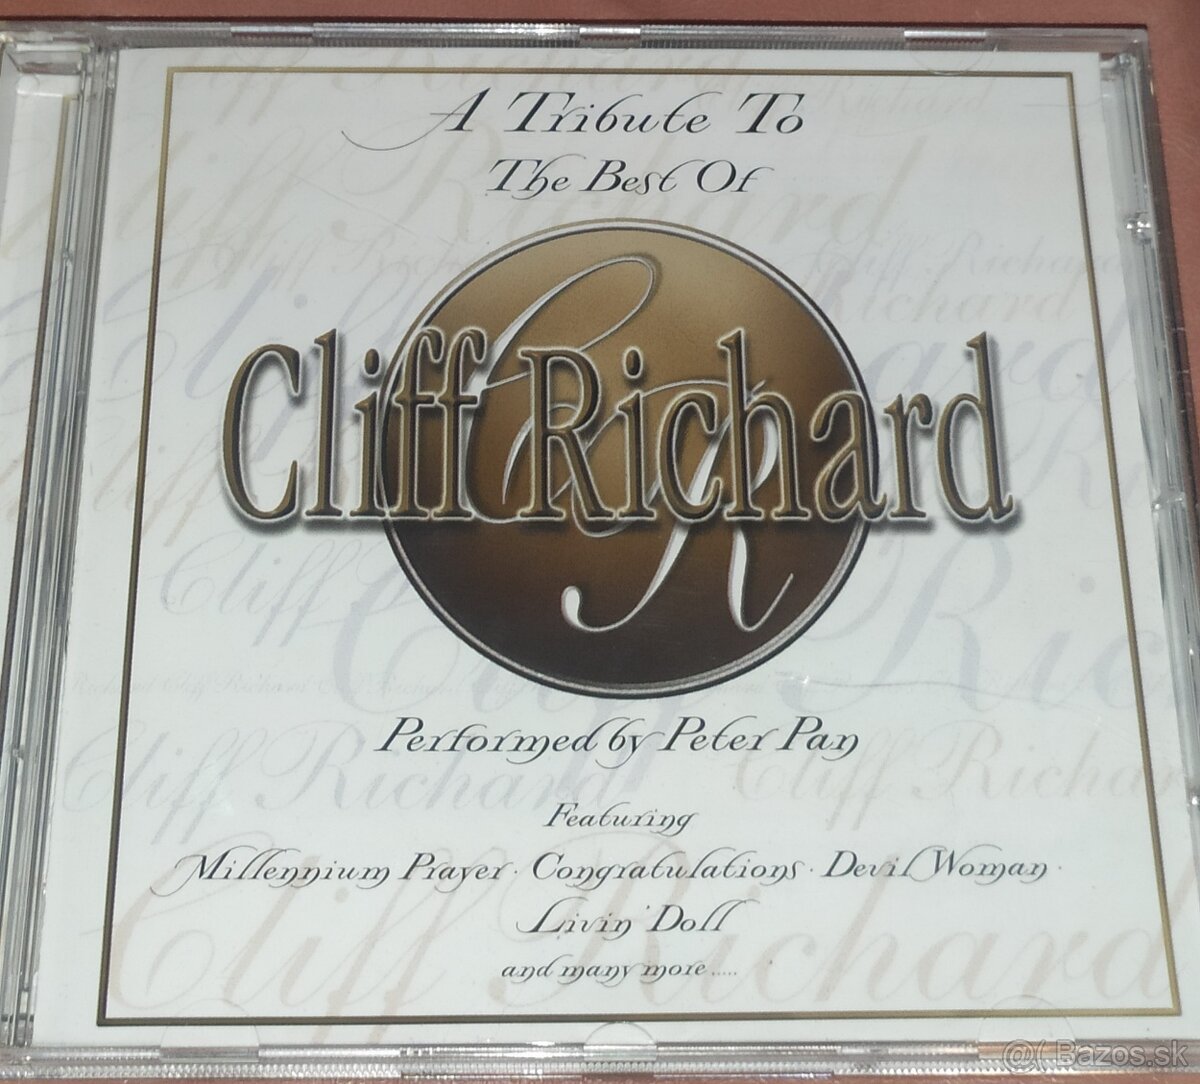 A Tribute To
The Best Of
CR
Cliff Richard
Performed by Peter Pan
Featuring
Millennium Prayer · Congratulations · Devil Woman ·
Livin' Doll
and many more.....
@( Bazos.sk